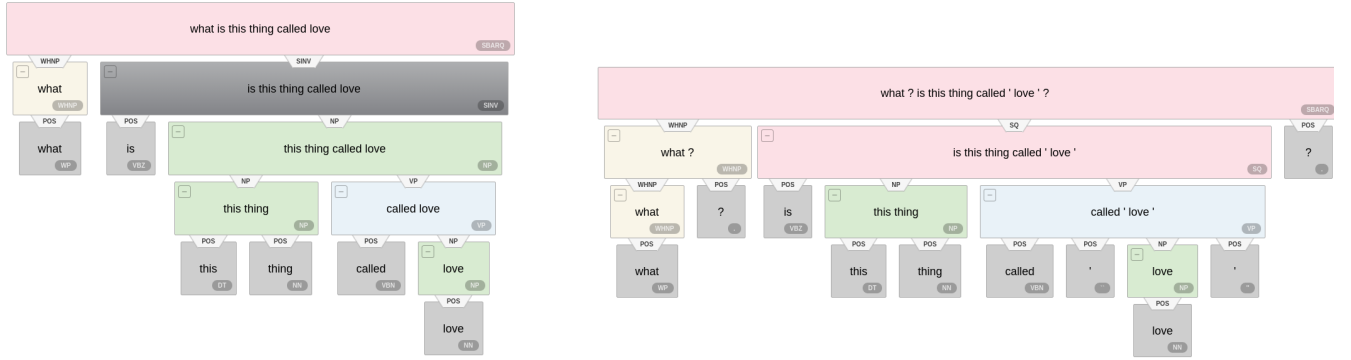 what is this thing called love
SBARQ
WHNP SINV
what is this thing called love
WHNP SINV
POS POS NP
what is this thing called love
WP VBZ NP
NP VP
this thing called love
NP VP
POS POS POS NP
this thing called love
DT NN VBN NP
POS
love
NN
what ? is this thing called ' love ' ?
SBARQ
WHNP SQ POS
what ? is this thing called ' love ' ?
WHNP SQ .
WHNP POS POS NP VP
what ? is this thing called ' love '
WHNP . VBZ NP VP
POS POS POS POS POS NP POS
what this thing called ' love '
WP DT NN VBN `` NP ''
POS
love
NN